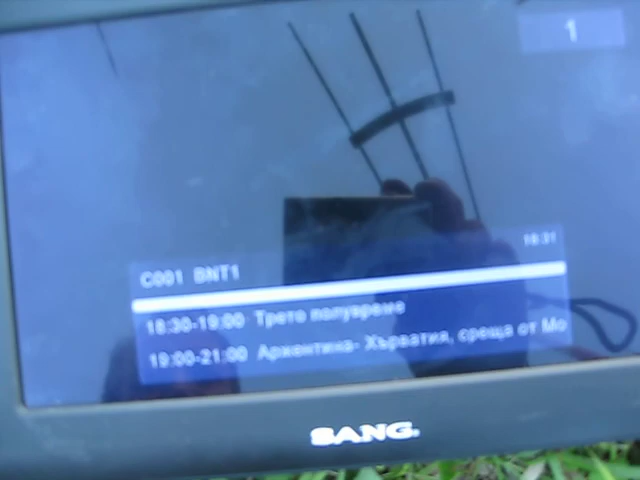 1
18:31
C001 BNT1
18:30-19:00 Трето полувреме
19:00-21:00 Аржентина- Хърватия, среща от Мо
SANG.